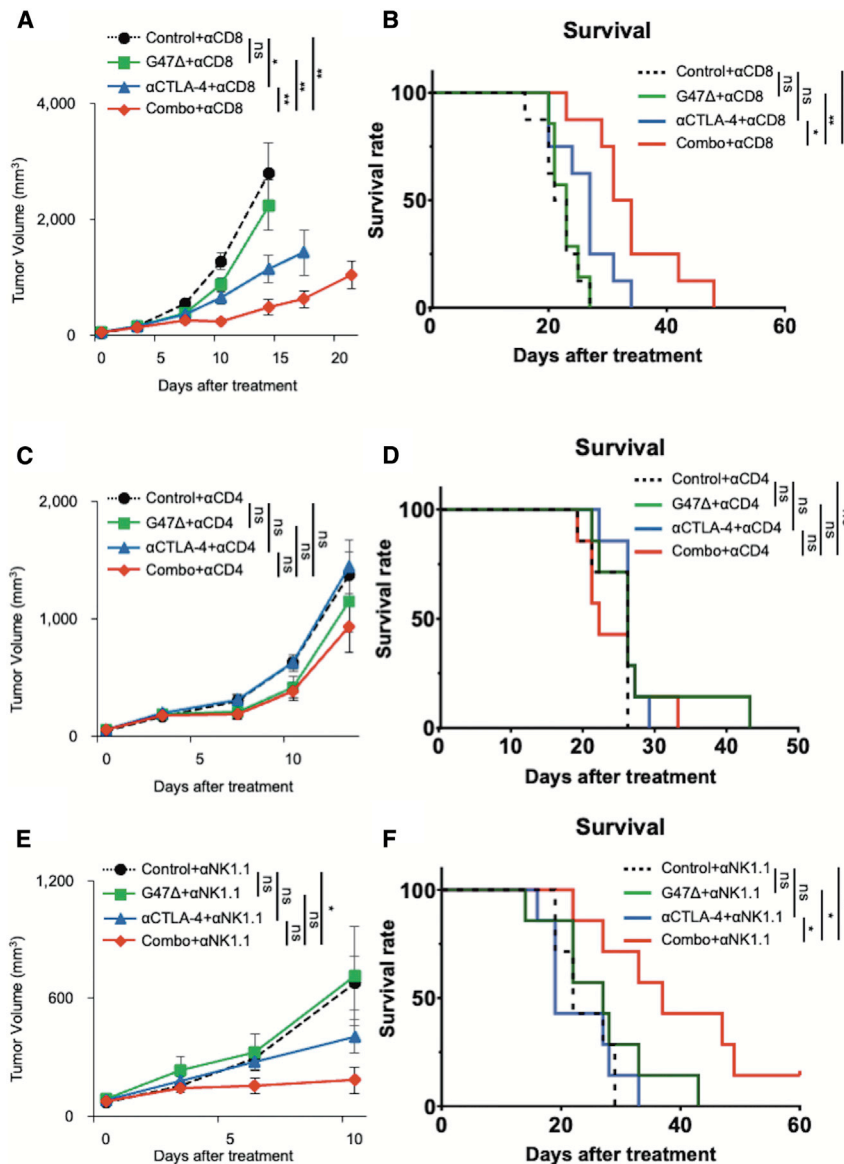 A
Control+αCD8
G47Δ+αCD8
αCTLA-4+αCD8
Combo+αCD8
ns
*
**
**
**
4,000
2,000
0
Tumor Volume (mm³)
0 5 10 15 20
Days after treatment
B
Survival
Control+αCD8
G47Δ+αCD8
αCTLA-4+αCD8
Combo+αCD8
ns
ns
*
**
100
50
0
Survival rate
0 20 40 60
Days after treatment
C
Control+αCD4
G47Δ+αCD4
αCTLA-4+αCD4
Combo+αCD4
ns
ns
ns
ns
ns
2,000
1,000
0
Tumor Volume (mm³)
0 5 10
Days after treatment
D
Survival
Control+αCD4
G47Δ+αCD4
αCTLA-4+αCD4
Combo+αCD4
ns
ns
ns
ns
100
50
0
Survival rate
0 10 20 30 40 50
Days after treatment
E
Control+αNK1.1
G47Δ+αNK1.1
αCTLA-4+αNK1.1
Combo+αNK1.1
ns
ns
ns
ns
*
1,200
600
0
Tumor Volume (mm³)
0 5 10
Days after treatment
F
Survival
Control+αNK1.1
G47Δ+αNK1.1
αCTLA-4+αNK1.1
Combo+αNK1.1
ns
ns
*
*
100
50
0
Survival rate
0 20 40 60
Days after treatment